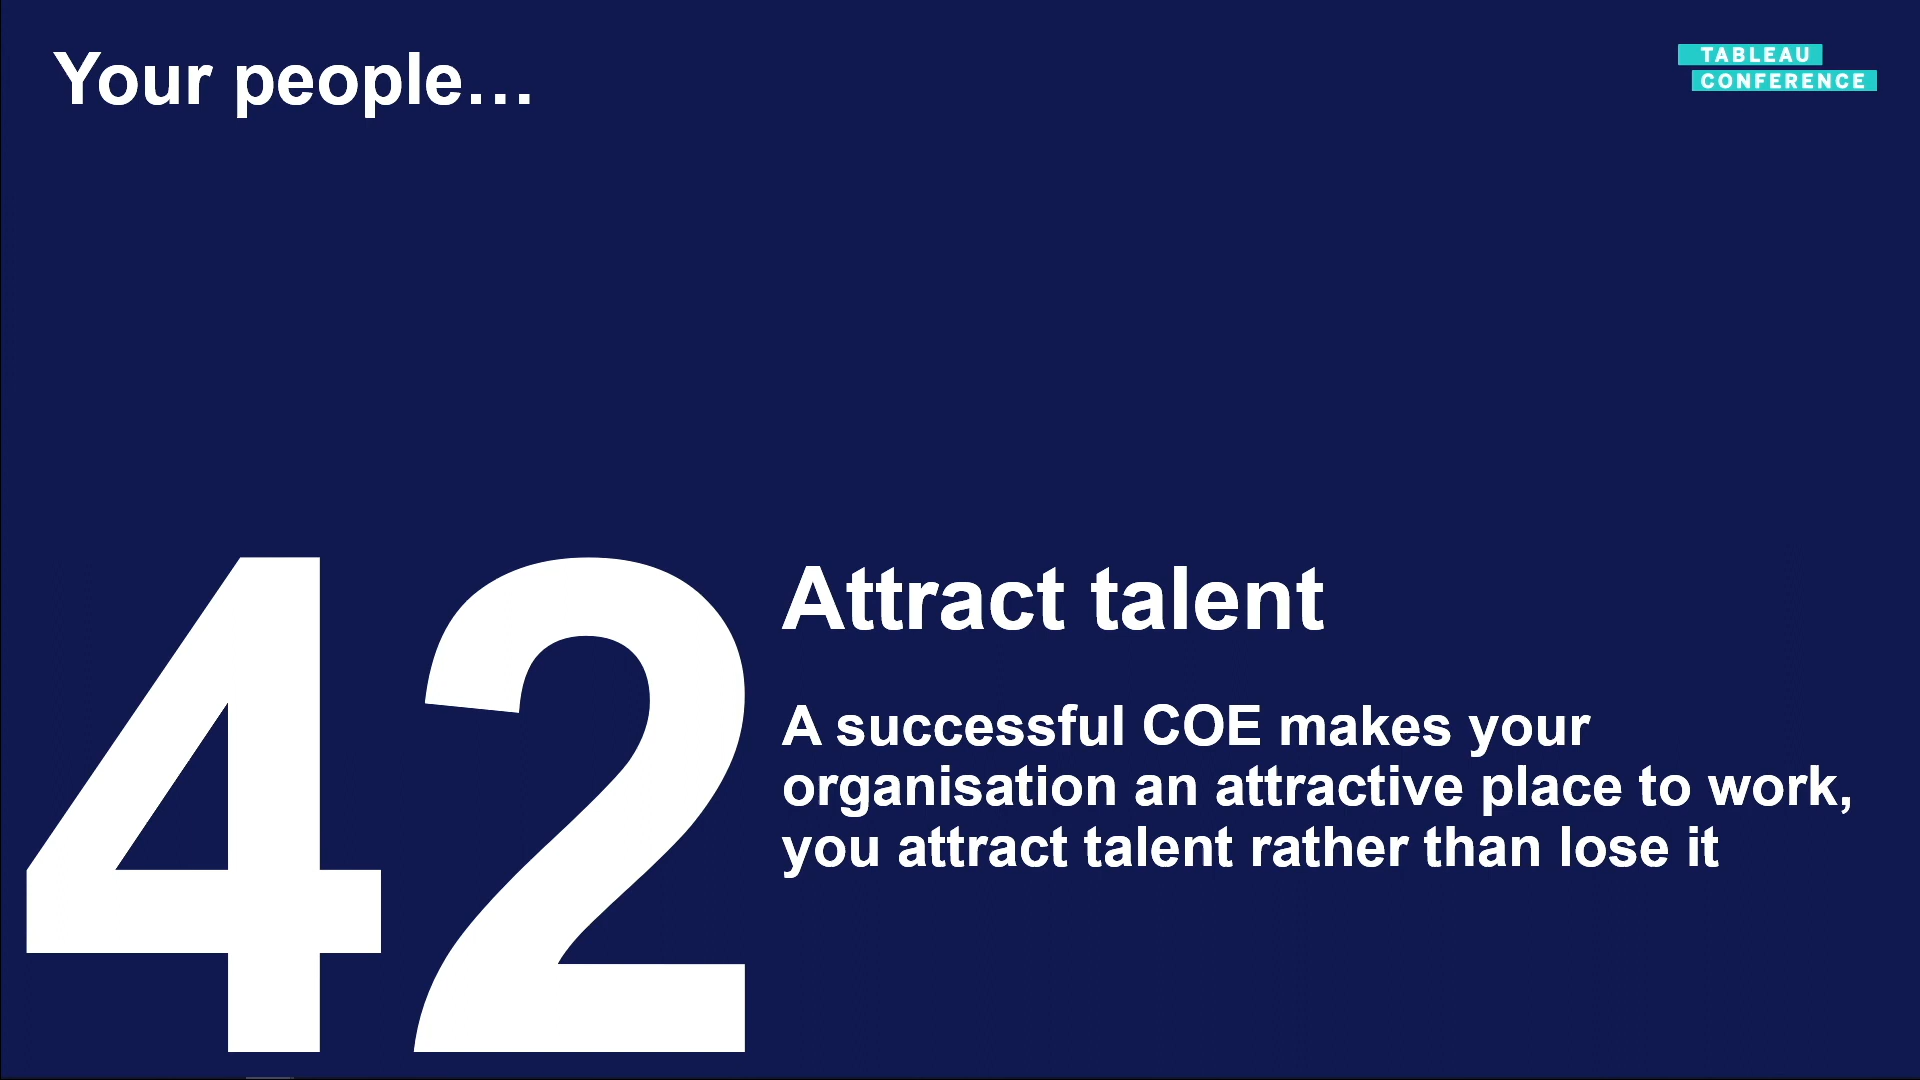 Your people…
TABLEAU
CONFERENCE
42
Attract talent
A successful COE makes your
organisation an attractive place to work,
you attract talent rather than lose it